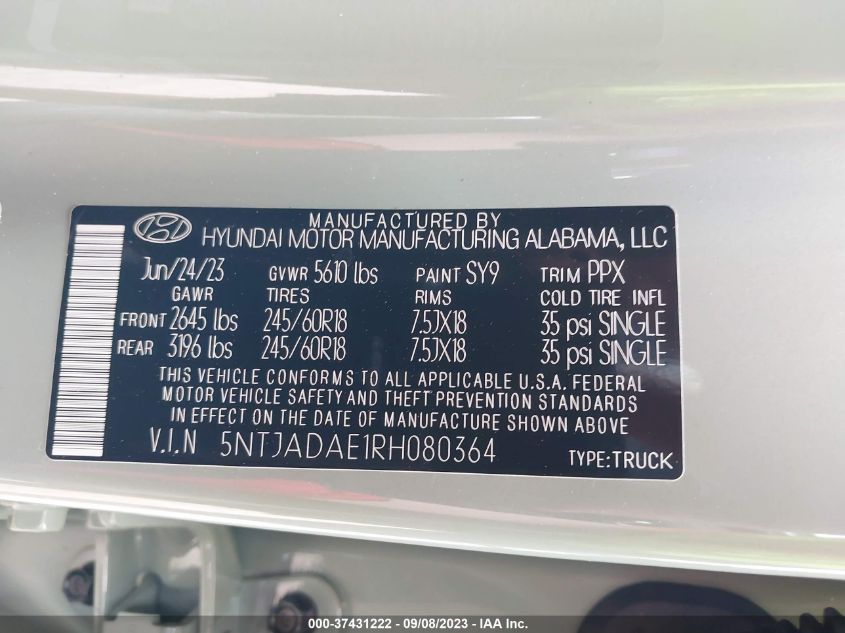 MANUFACTURED BY
HYUNDAI MOTOR MANUFACTURING ALABAMA, LLC
Jun/24/23 GVWR 5610 lbs PAINT SY9 TRIM PPX
GAWR TIRES RIMS COLD TIRE INFL
FRONT 2645 lbs 245/60R18 7.5JX18 35 psi SINGLE
REAR 3196 lbs 245/60R18 7.5JX18 35 psi SINGLE
THIS VEHICLE CONFORMS TO ALL APPLICABLE U.S.A. FEDERAL
MOTOR VEHICLE SAFETY AND THEFT PREVENTION STANDARDS
IN EFFECT ON THE DATE OF MANUFACTURE SHOWN ABOVE
V.I.N 5NTJADAE1RH080364 TYPE:TRUCK
000-37431222 - 09/08/2023 - IAA Inc.